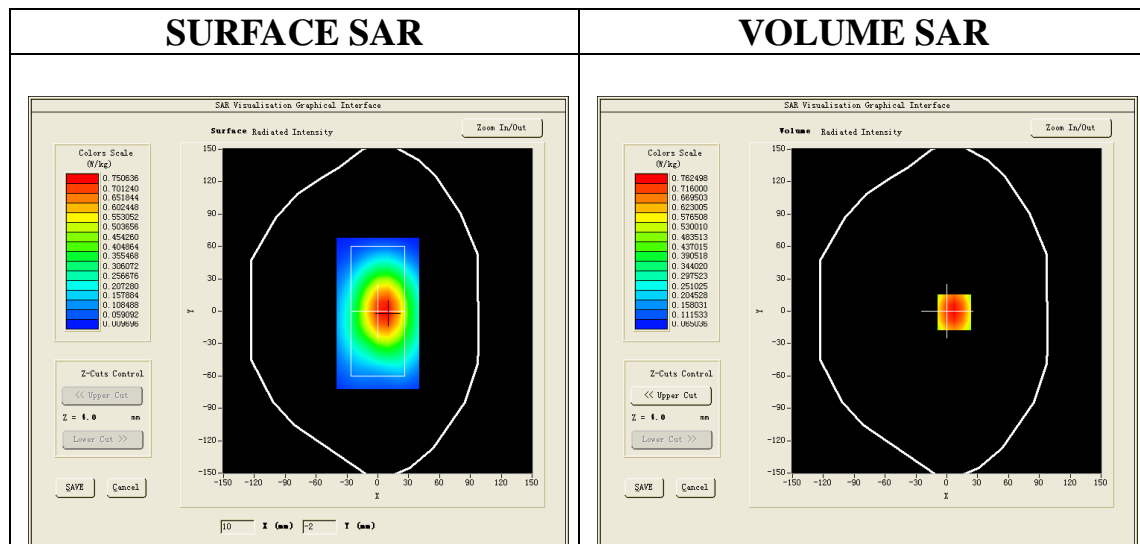 SURFACE SAR
VOLUME SAR
SAR Visualisation Graphical Interface
Surface Radiated Intensity
Zoom In/Out
Colors Scale
(W/kg)
0.750636
0.701240
0.651844
0.602448
0.553052
0.503656
0.454260
0.404864
0.355468
0.306072
0.256676
0.207280
0.157884
0.108488
0.059092
0.009696
150
120
90
60
30
0
-30
-60
-90
-120
-150
Y
-150 -120 -90 -60 -30 0 30 60 90 120 150
X
Z-Cuts Control
<< Upper Cut
Z = 4.0 mm
Lower Cut >>
SAVE Cancel
10 X (mm) -2 Y (mm)
SAR Visualisation Graphical Interface
Volume Radiated Intensity
Zoom In/Out
Colors Scale
(W/kg)
0.762498
0.716000
0.669503
0.623005
0.576508
0.530010
0.483513
0.437015
0.390518
0.344020
0.297523
0.251025
0.204528
0.158031
0.111533
0.065036
150
120
90
60
30
0
-30
-60
-90
-120
-150
Y
-150 -120 -90 -60 -30 0 30 60 90 120 150
X
Z-Cuts Control
<< Upper Cut
Z = 4.0 mm
Lower Cut >>
SAVE Cancel